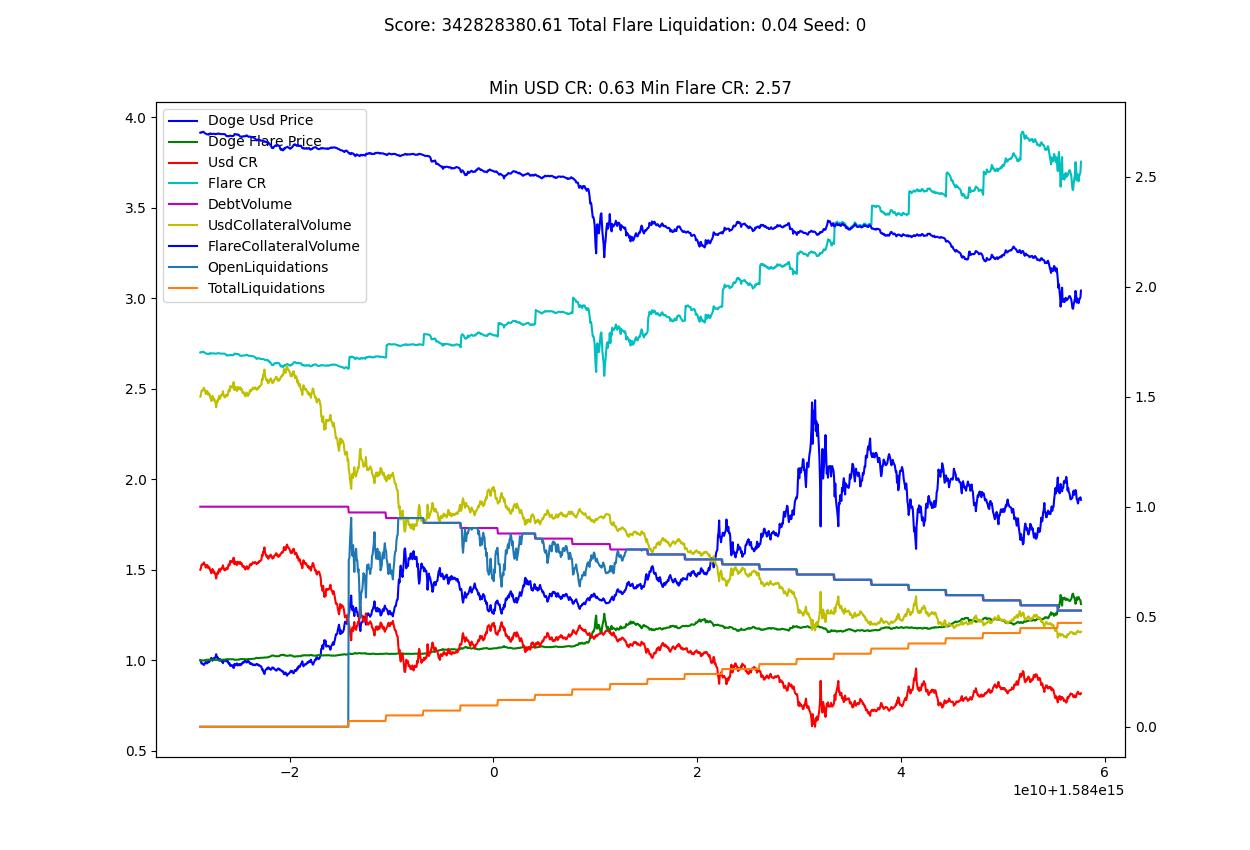 Score: 342828380.61 Total Flare Liquidation: 0.04 Seed: 0
Min USD CR: 0.63 Min Flare CR: 2.57
Doge Usd Price
Doge Flare Price
Usd CR
Flare CR
DebtVolume
UsdCollateralVolume
FlareCollateralVolume
OpenLiquidations
TotalLiquidations
4.0
3.5
3.0
2.5
2.0
1.5
1.0
0.5
2.5
2.0
1.5
1.0
0.5
0.0
−2 0 2 4 6
1e10+1.584e15